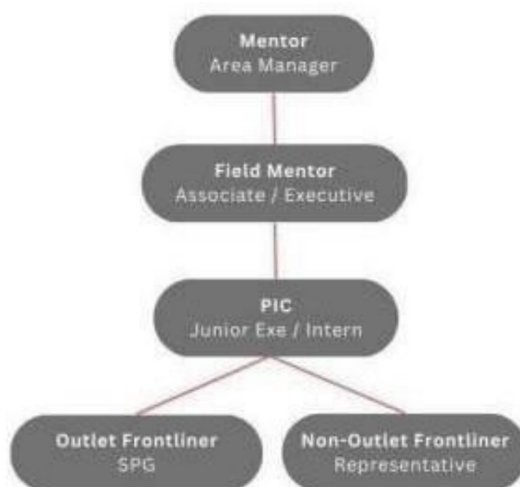 Mentor
Area Manager
Field Mentor
Associate / Executive
PIC
Junior Exe / Intern
Outlet Frontliner
SPG
Non-Outlet Frontliner
Representative